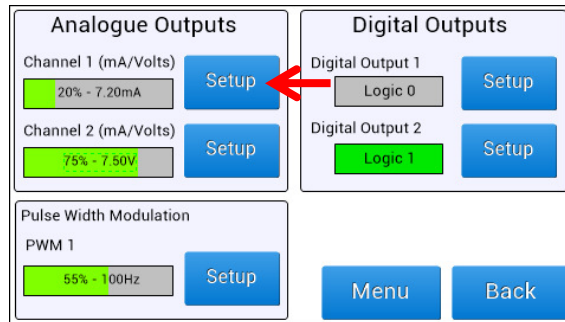 Analogue Outputs
Channel 1 (mA/Volts)
20% - 7.20mA
Setup
Channel 2 (mA/Volts)
75% - 7.50V
Setup
Digital Outputs
Digital Output 1
Logic 0
Setup
Digital Output 2
Logic 1
Setup
Pulse Width Modulation
PWM 1
55% - 100Hz
Setup
Menu
Back